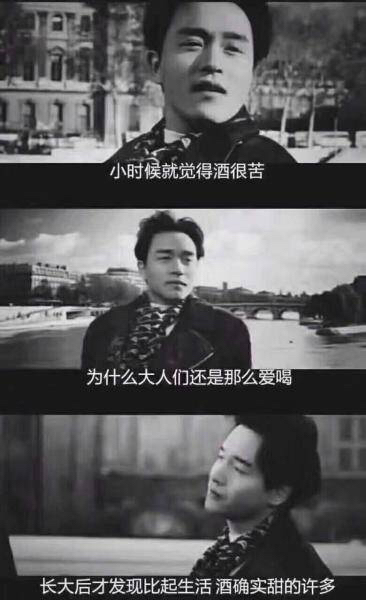 小时候就觉得酒很苦
为什么大人们还是那么爱喝
长大后才发现比起生活 酒确实甜的许多